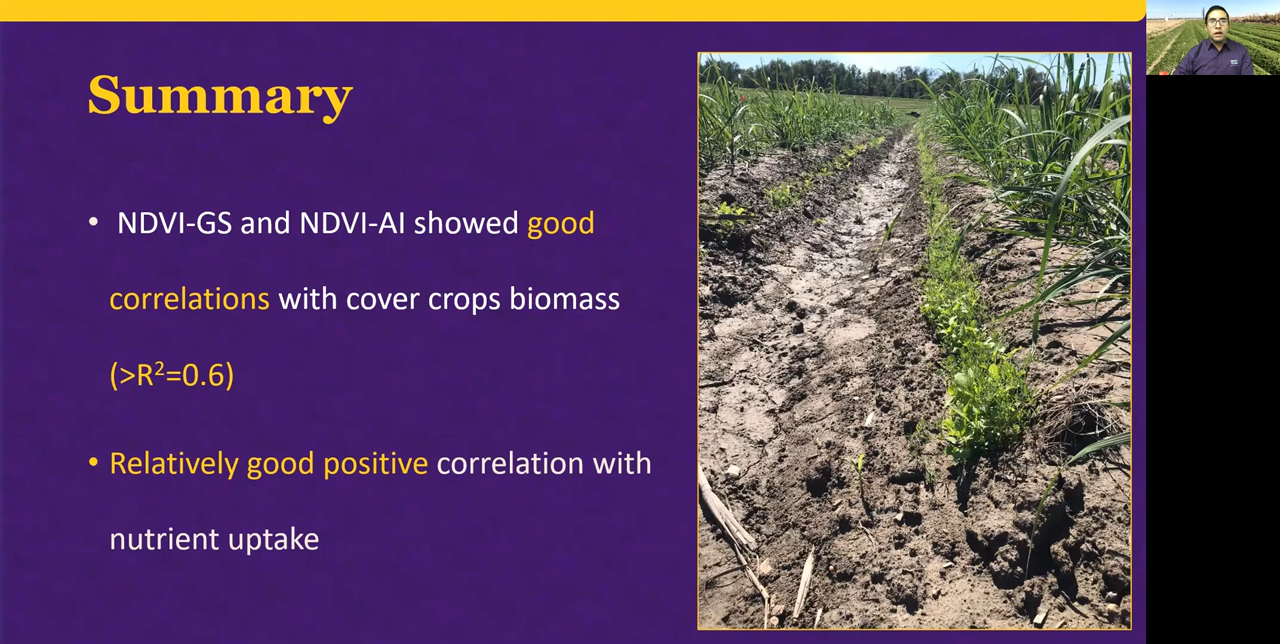 Summary
• NDVI-GS and NDVI-AI showed good
correlations with cover crops biomass
(>R²=0.6)
• Relatively good positive correlation with
nutrient uptake